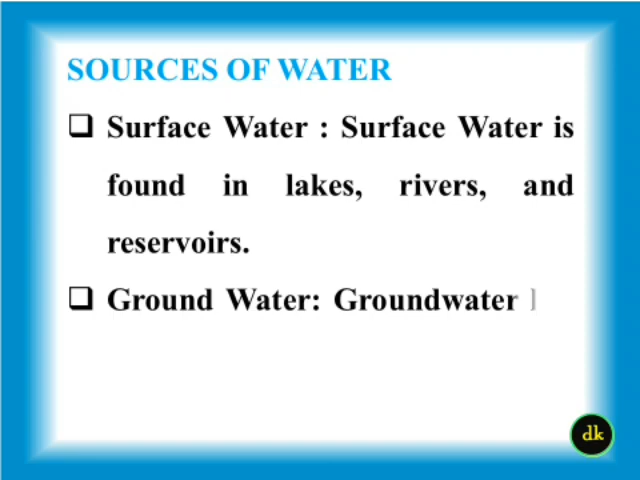 SOURCES OF WATER
❑ Surface Water : Surface Water is
found in lakes, rivers, and
reservoirs.
❑ Ground Water: Groundwater
dk